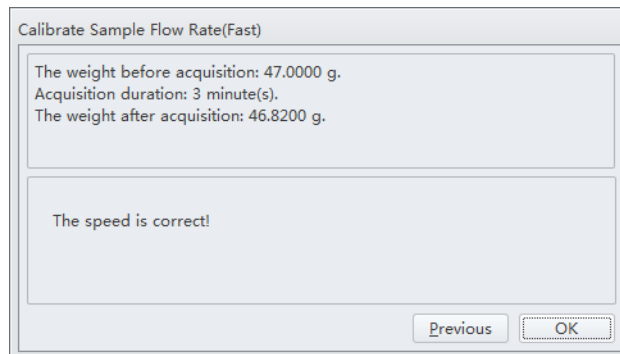 Calibrate Sample Flow Rate(Fast)
The weight before acquisition: 47.0000 g.
Acquisition duration: 3 minute(s).
The weight after acquisition: 46.8200 g.
The speed is correct!
Previous
OK